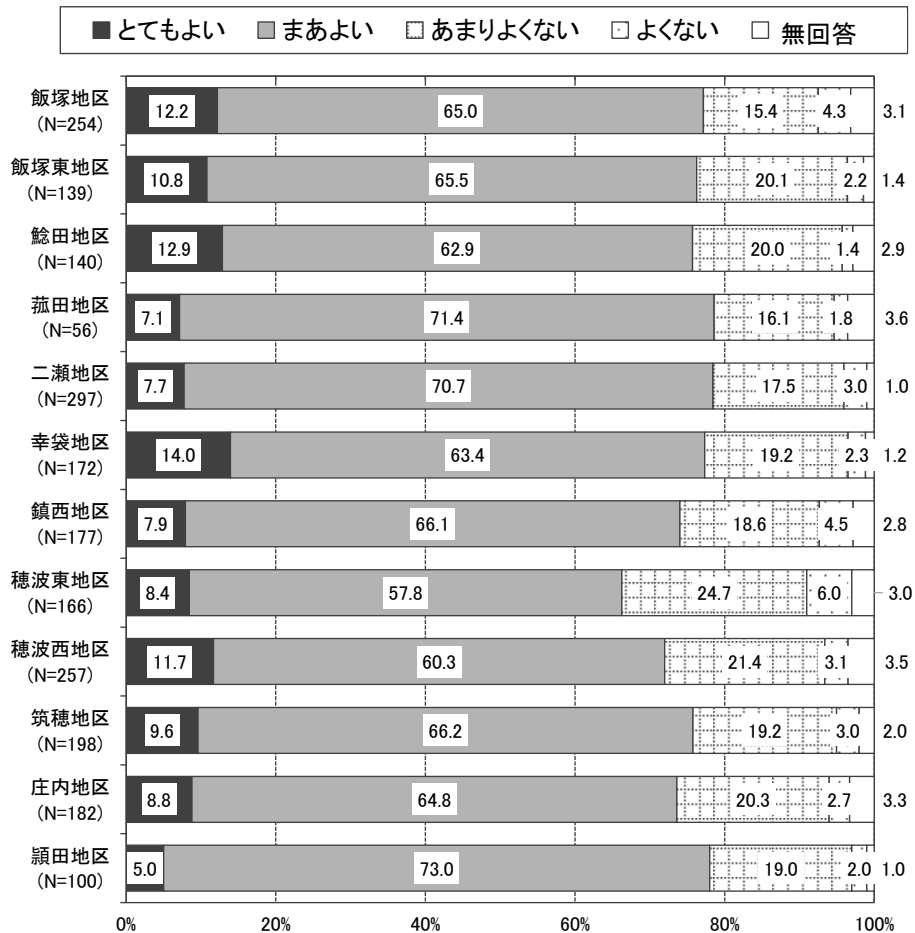 とてもよい まあよい あまりよくない よくない 無回答
飯塚地区
(N=254)
12.2 65.0 15.4 4.3 3.1
飯塚東地区
(N=139)
10.8 65.5 20.1 2.2 1.4
鯰田地区
(N=140)
12.9 62.9 20.0 1.4 2.9
菰田地区
(N=56)
7.1 71.4 16.1 1.8 3.6
二瀬地区
(N=297)
7.7 70.7 17.5 3.0 1.0
幸袋地区
(N=172)
14.0 63.4 19.2 2.3 1.2
鎮西地区
(N=177)
7.9 66.1 18.6 4.5 2.8
穂波東地区
(N=166)
8.4 57.8 24.7 6.0 3.0
穂波西地区
(N=257)
11.7 60.3 21.4 3.1 3.5
筑穂地区
(N=198)
9.6 66.2 19.2 3.0 2.0
庄内地区
(N=182)
8.8 64.8 20.3 2.7 3.3
頴田地区
(N=100)
5.0 73.0 19.0 2.0 1.0
0% 20% 40% 60% 80% 100%